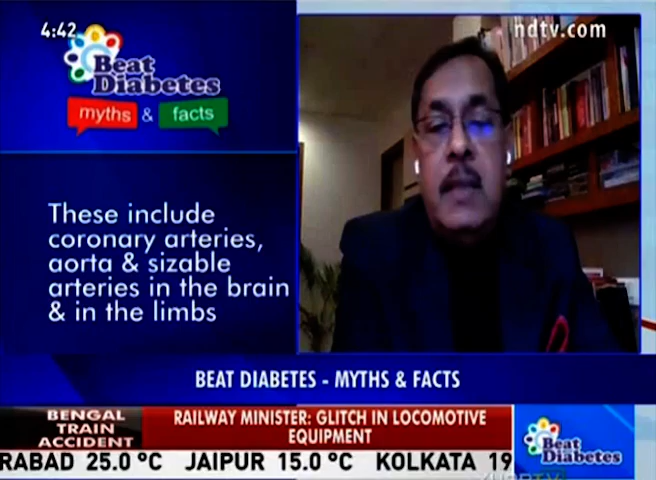 4:42
ndtv.com
Beat
Diabetes
myths & facts
These include
coronary arteries,
aorta & sizable
arteries in the brain
& in the limbs
BEAT DIABETES - MYTHS & FACTS
BENGAL
TRAIN
ACCIDENT
RAILWAY MINISTER: GLITCH IN LOCOMOTIVE
EQUIPMENT
Beat
Diabetes
RABAD 25.0 °C JAIPUR 15.0 °C KOLKATA 19